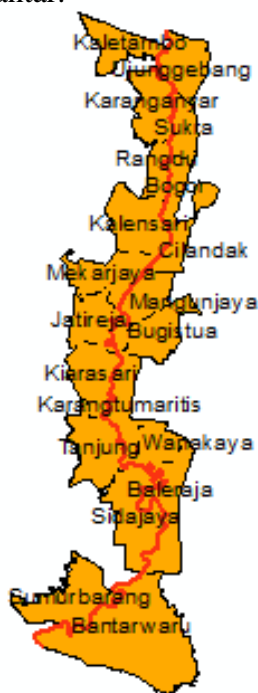 Kaletambo
Ujunggebang
Karanganyar
Sukra
Rangdu
Bogor
Kalensari
Cilandak
Mekarjaya
Mangunjaya
Jatireja
Bugistua
Kiarasari
Karangtumaritis
Tanjung Wanakaya
Baleraja
Sidajaya
Sumurbarang
Bantarwaru